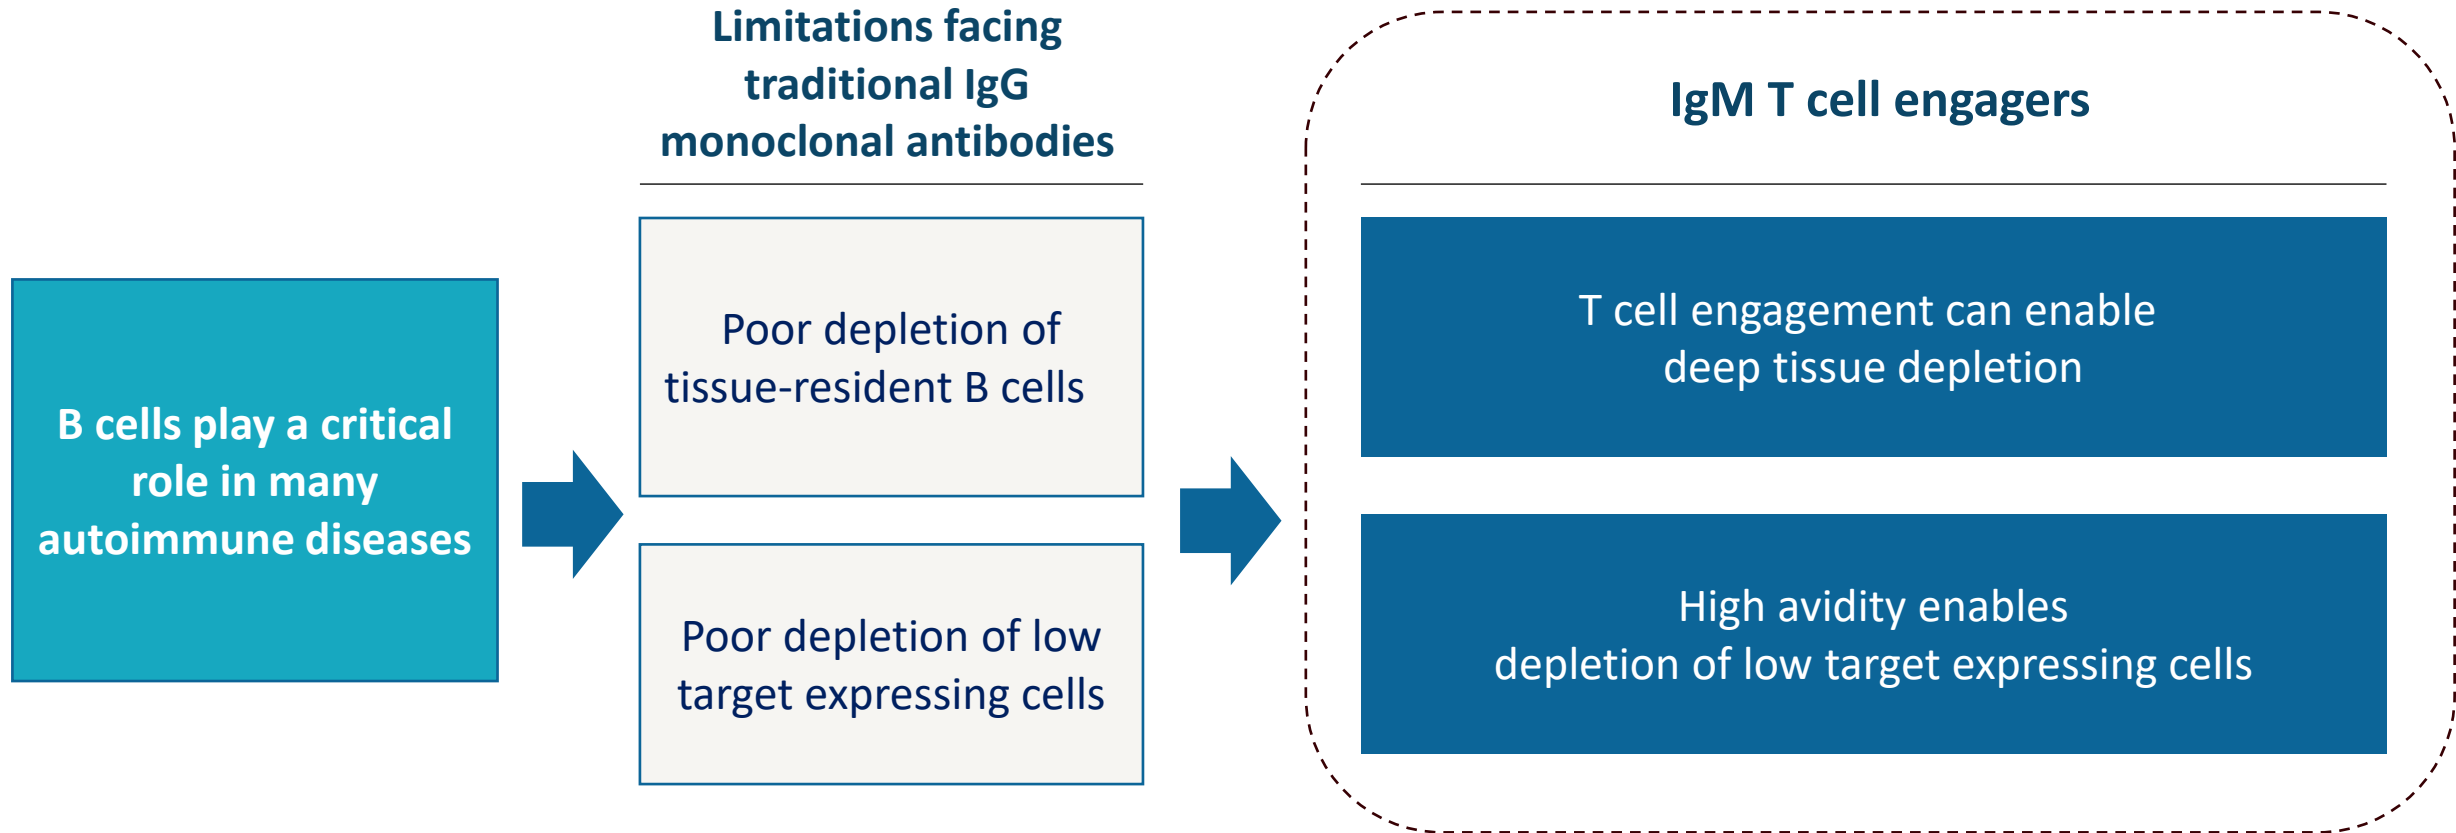 B cells play a critical
role in many
autoimmune diseases
Limitations facing
traditional IgG
monoclonal antibodies
Poor depletion of
tissue-resident B cells
Poor depletion of low
target expressing cells
IgM T cell engagers
T cell engagement can enable
deep tissue depletion
High avidity enables
depletion of low target expressing cells